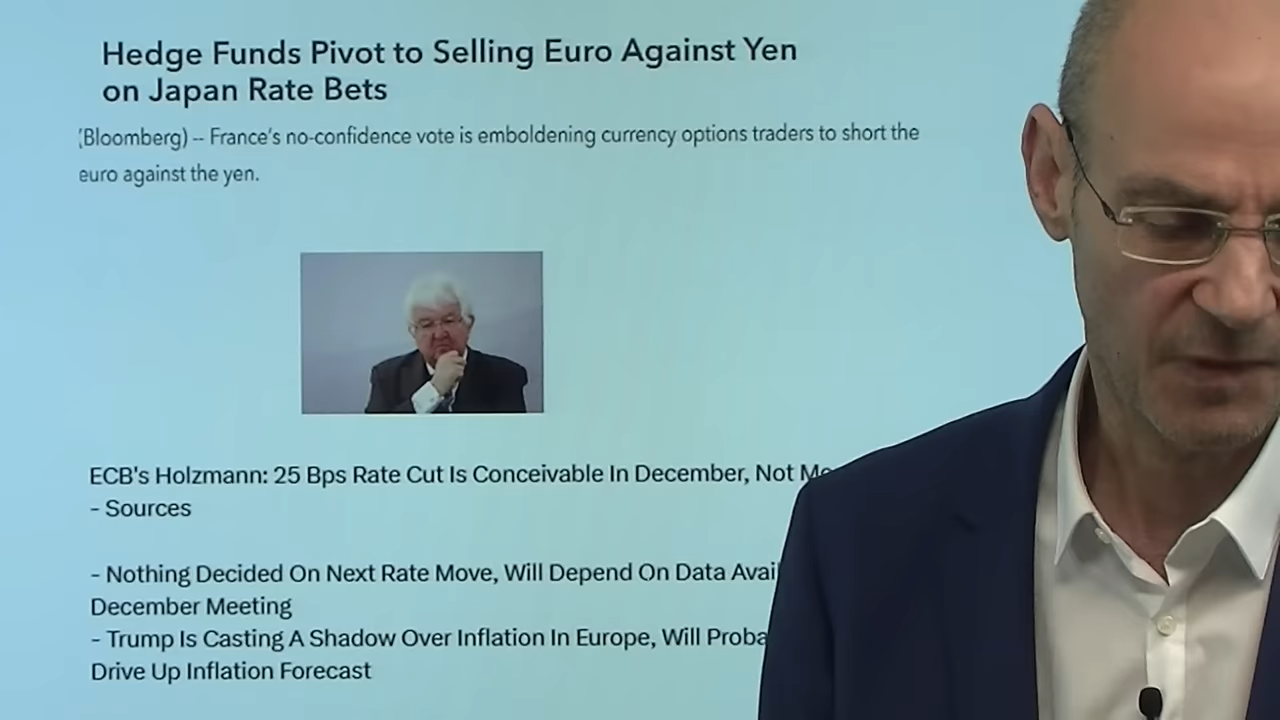 Hedge Funds Pivot to Selling Euro Against Yen
on Japan Rate Bets
(Bloomberg) -- France's no-confidence vote is emboldening currency options traders to short the
euro against the yen.
ECB's Holzmann: 25 Bps Rate Cut Is Conceivable In December, Not
- Sources
- Nothing Decided On Next Rate Move, Will Depend On Data
December Meeting
- Trump Is Casting A Shadow Over Inflation In Europe, Will
Drive Up Inflation Forecast